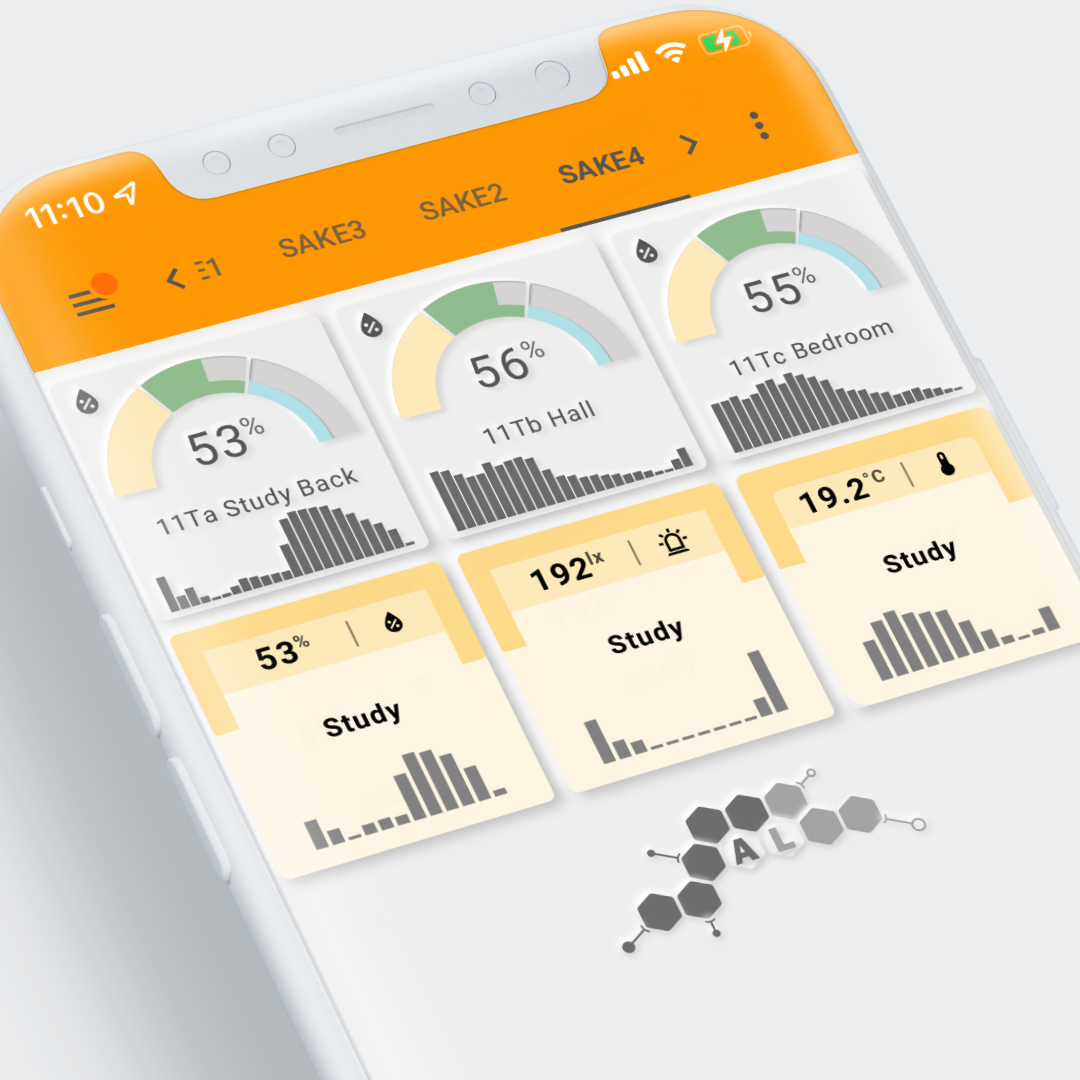 11:10
Ξ1
SAKE3
SAKE2
SAKE4
53%
11Ta Study Back
56%
11Tb Hall
55%
11Tc Bedroom
53%
Study
192lx
Study
19.2°C
Study
A L